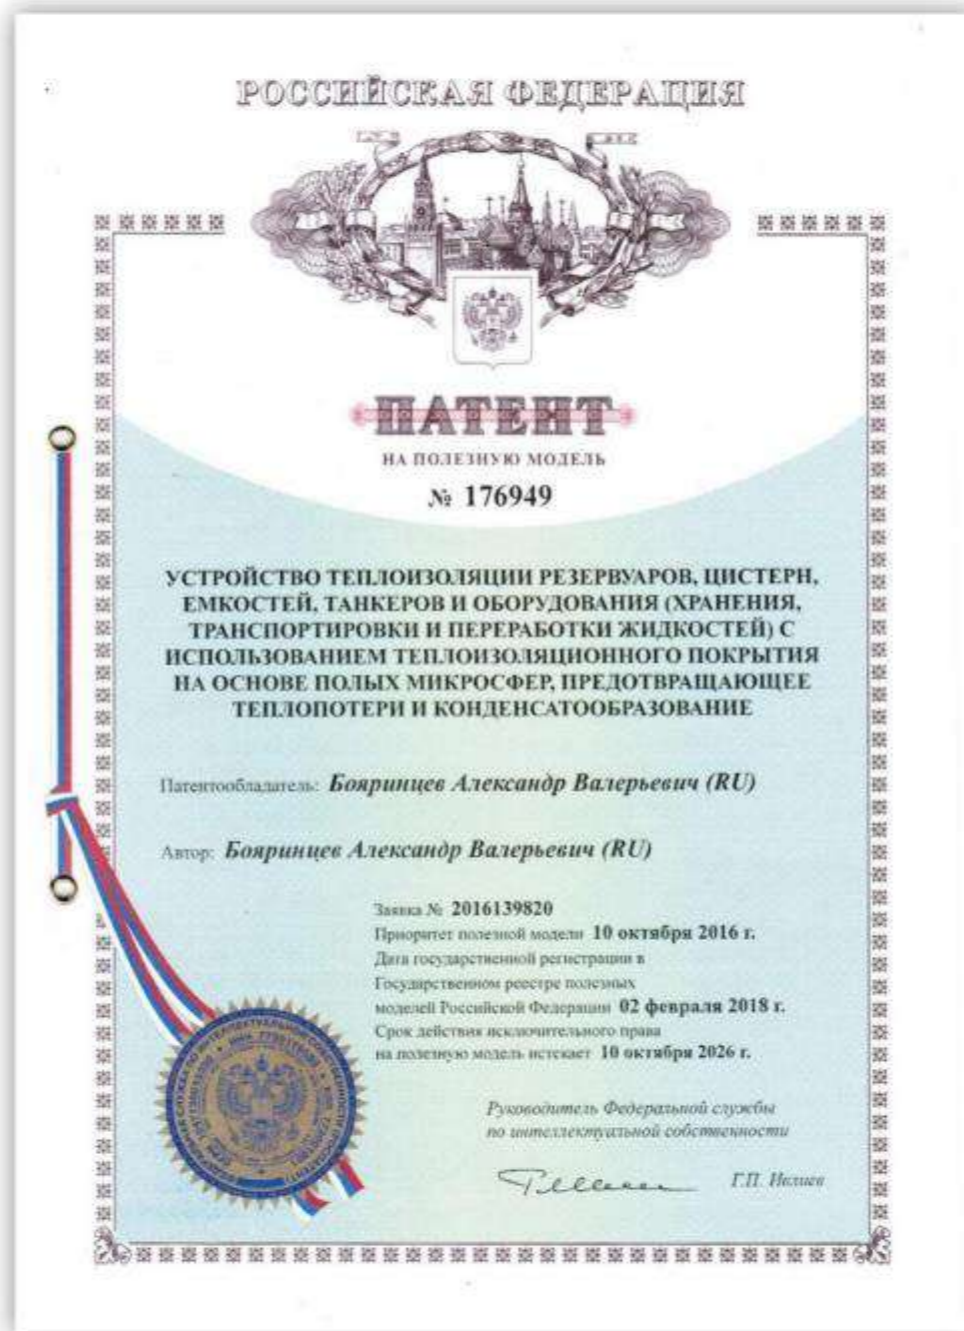 РОССИЙСКАЯ ФЕДЕРАЦИЯ
ПАТЕНТ
НА ПОЛЕЗНУЮ МОДЕЛЬ
№ 176949
УСТРОЙСТВО ТЕПЛОИЗОЛЯЦИИ РЕЗЕРВУАРОВ, ЦИСТЕРН,
ЕМКОСТЕЙ, ТАНКЕРОВ И ОБОРУДОВАНИЯ (ХРАНЕНИЯ,
ТРАНСПОРТИРОВКИ И ПЕРЕРАБОТКИ ЖИДКОСТЕЙ) С
ИСПОЛЬЗОВАНИЕМ ТЕПЛОИЗОЛЯЦИОННОГО ПОКРЫТИЯ
НА ОСНОВЕ ПОЛЫХ МИКРОСФЕР, ПРЕДОТВРАЩАЮЩЕЕ
ТЕПЛОПОТЕРИ И КОНДЕНСАТООБРАЗОВАНИЕ
Патентообладатель: Бояринцев Александр Валерьевич (RU)
Автор: Бояринцев Александр Валерьевич (RU)
Заявка № 2016139820
Приоритет полезной модели 10 октября 2016 г.
Дата государственной регистрации в
Государственном реестре полезных
моделей Российской Федерации 02 февраля 2018 г.
Срок действия исключительного права
на полезную модель истекает 10 октября 2026 г.
Руководитель Федеральной службы
по интеллектуальной собственности
Г.П. Ивлиев